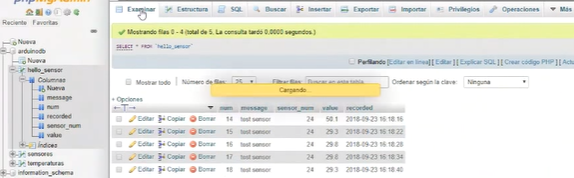 phpMyAdmin
Reciente Favoritas
Nueva
arduinodb
Nueva
hello_sensor
Columnas
Nueva
message
num
recorded
sensor_num
value
Índices
sensores
temperaturas
information_schema
Examinar Estructura SQL Buscar Insertar Exportar Importar Privilegios Operaciones Más
Mostrando filas 0 - 4 (total de 5, La consulta tardó 0,0000 segundos.)
SELECT * FROM `hello_sensor`
Perfilando [Editar en línea] [ Editar ] [ Explicar SQL ] [ Crear código PHP ] [ Actu
Mostrar todo Número de filas: 25 Filtrar filas: Buscar en esta tabla Ordenar según la clave: Ninguna
Cargando
+ Opciones
num message sensor_num value recorded
Editar Copiar Borrar 14 test sensor 24 50.1 2018-09-23 16:18:16
Editar Copiar Borrar 15 test sensor 24 29.3 2018-09-23 16:18:22
Editar Copiar Borrar 16 test sensor 24 29.8 2018-09-23 16:18:28
Editar Copiar Borrar 17 test sensor 24 29.8 2018-09-23 16:18:34
Editar Copiar Borrar 18 test sensor 24 29.3 2018-09-23 16:18:40